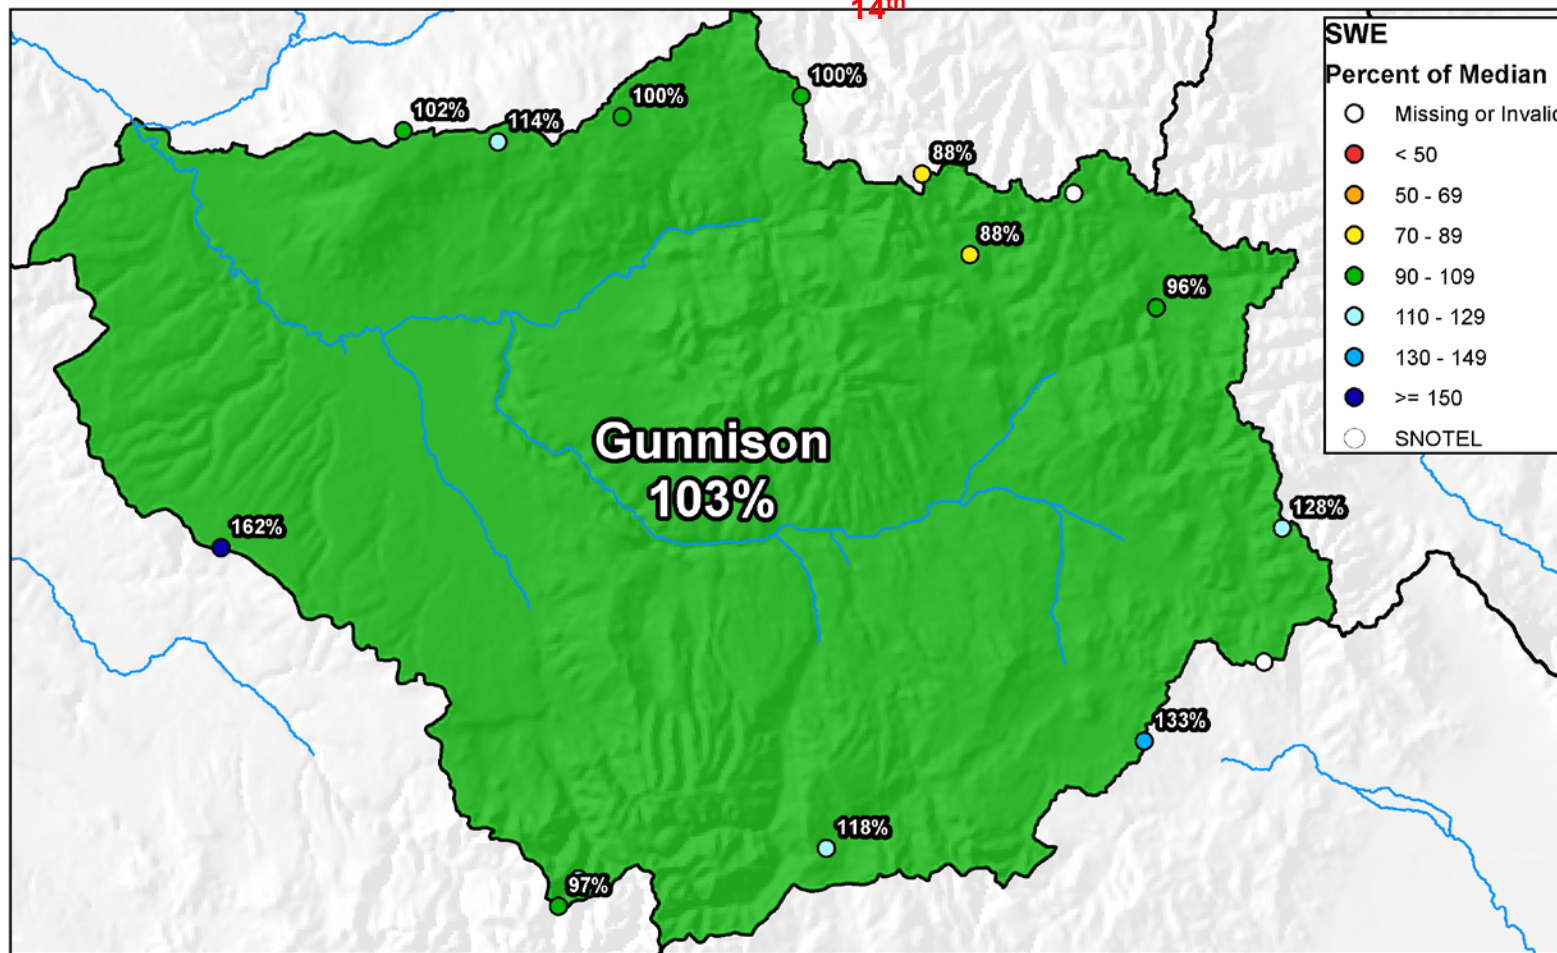 14th
SWE
Percent of Median
Missing or Invalid
< 50
50 - 69
70 - 89
90 - 109
110 - 129
130 - 149
>= 150
SNOTEL
100%
100%
102%
114%
88%
88%
96%
Gunnison
103%
128%
162%
133%
118%
97%